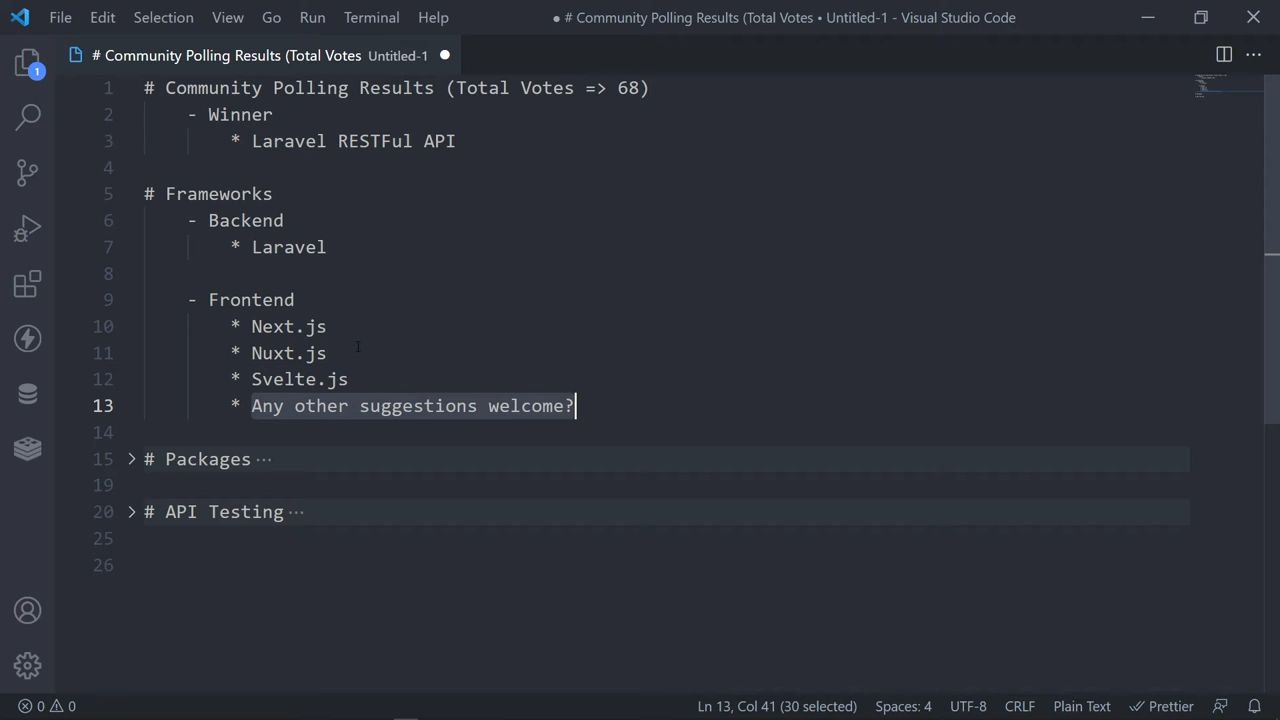 File Edit Selection View Go Run Terminal Help
● # Community Polling Results (Total Votes • Untitled-1 - Visual Studio Code
1
# Community Polling Results (Total Votes Untitled-1 ●
1 # Community Polling Results (Total Votes => 68)
2 - Winner
3 * Laravel RESTFul API
4
5 # Frameworks
6 - Backend
7 * Laravel
8
9 - Frontend
10 * Next.js
11 * Nuxt.js
12 * Svelte.js
13 * Any other suggestions welcome?
14
15 > # Packages ···
19
20 > # API Testing ···
25
26
0 0 Ln 13, Col 41 (30 selected) Spaces: 4 UTF-8 CRLF Plain Text Prettier